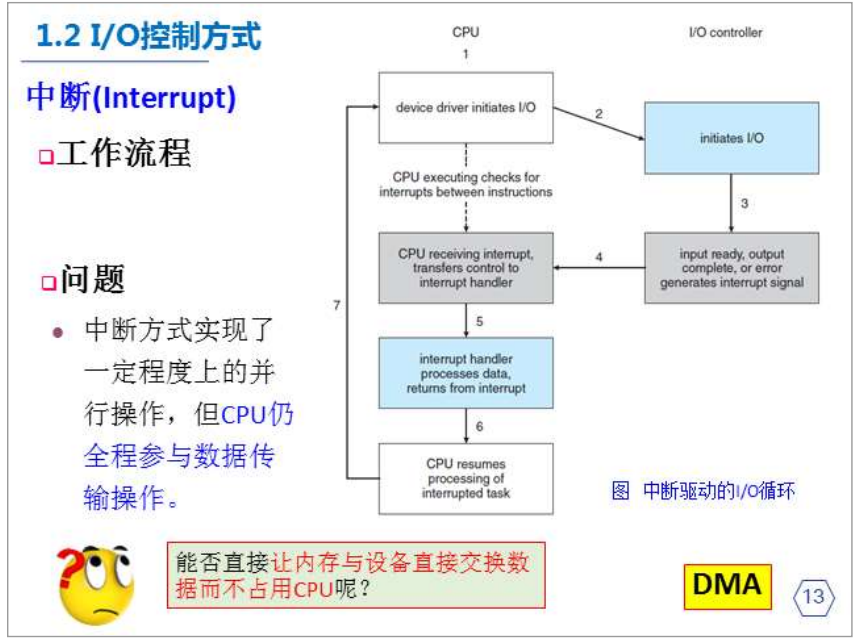 1.2 I/O控制方式
中断(Interrupt)
工作流程
问题
中断方式实现了
一定程度上的并
行操作，但CPU仍
全程参与数据传
输操作。
CPU
I/O controller
1
device driver initiates I/O
2
initiates I/O
CPU executing checks for
interrupts between instructions
3
CPU receiving interrupt,
transfers control to
interrupt handler
4
input ready, output
complete, or error
generates interrupt signal
7
5
interrupt handler
processes data,
returns from interrupt
6
CPU resumes
processing of
interrupted task
图 中断驱动的I/O循环
?
能否直接让内存与设备直接交换数
据而不占用CPU呢？
DMA
13